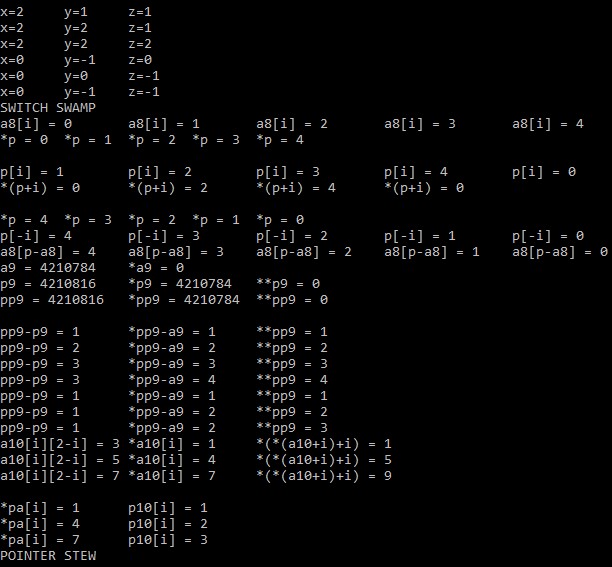 x=2     y=1     z=1
x=2     y=2     z=1
x=2     y=2     z=2
x=0     y=-1    z=0
x=0     y=0     z=-1
x=0     y=-1    z=-1
SWITCH SWAMP
a8[i] = 0       a8[i] = 1       a8[i] = 2       a8[i] = 3       a8[i] = 4
*p = 0  *p = 1  *p = 2  *p = 3  *p = 4
p[i] = 1        p[i] = 2        p[i] = 3        p[i] = 4        p[i] = 0
*(p+i) = 0      *(p+i) = 2      *(p+i) = 4      *(p+i) = 0
*p = 4  *p = 3  *p = 2  *p = 1  *p = 0
p[-i] = 4       p[-i] = 3       p[-i] = 2       p[-i] = 1       p[-i] = 0
a8[p-a8] = 4    a8[p-a8] = 3    a8[p-a8] = 2    a8[p-a8] = 1    a8[p-a8] = 0
a9 = 4210784    *a9 = 0
p9 = 4210816    *p9 = 4210784   **p9 = 0
pp9 = 4210816   *pp9 = 4210784  **pp9 = 0
pp9-p9 = 1      *pp9-a9 = 1     **pp9 = 1
pp9-p9 = 2      *pp9-a9 = 2     **pp9 = 2
pp9-p9 = 3      *pp9-a9 = 3     **pp9 = 3
pp9-p9 = 3      *pp9-a9 = 4     **pp9 = 4
pp9-p9 = 1      *pp9-a9 = 1     **pp9 = 1
pp9-p9 = 1      *pp9-a9 = 2     **pp9 = 2
pp9-p9 = 1      *pp9-a9 = 2     **pp9 = 3
a10[i][2-i] = 3 *a10[i] = 1     *(*(a10+i)+i) = 1
a10[i][2-i] = 5 *a10[i] = 4     *(*(a10+i)+i) = 5
a10[i][2-i] = 7 *a10[i] = 7     *(*(a10+i)+i) = 9
*pa[i] = 1      p10[i] = 1
*pa[i] = 4      p10[i] = 2
*pa[i] = 7      p10[i] = 3
POINTER STEW